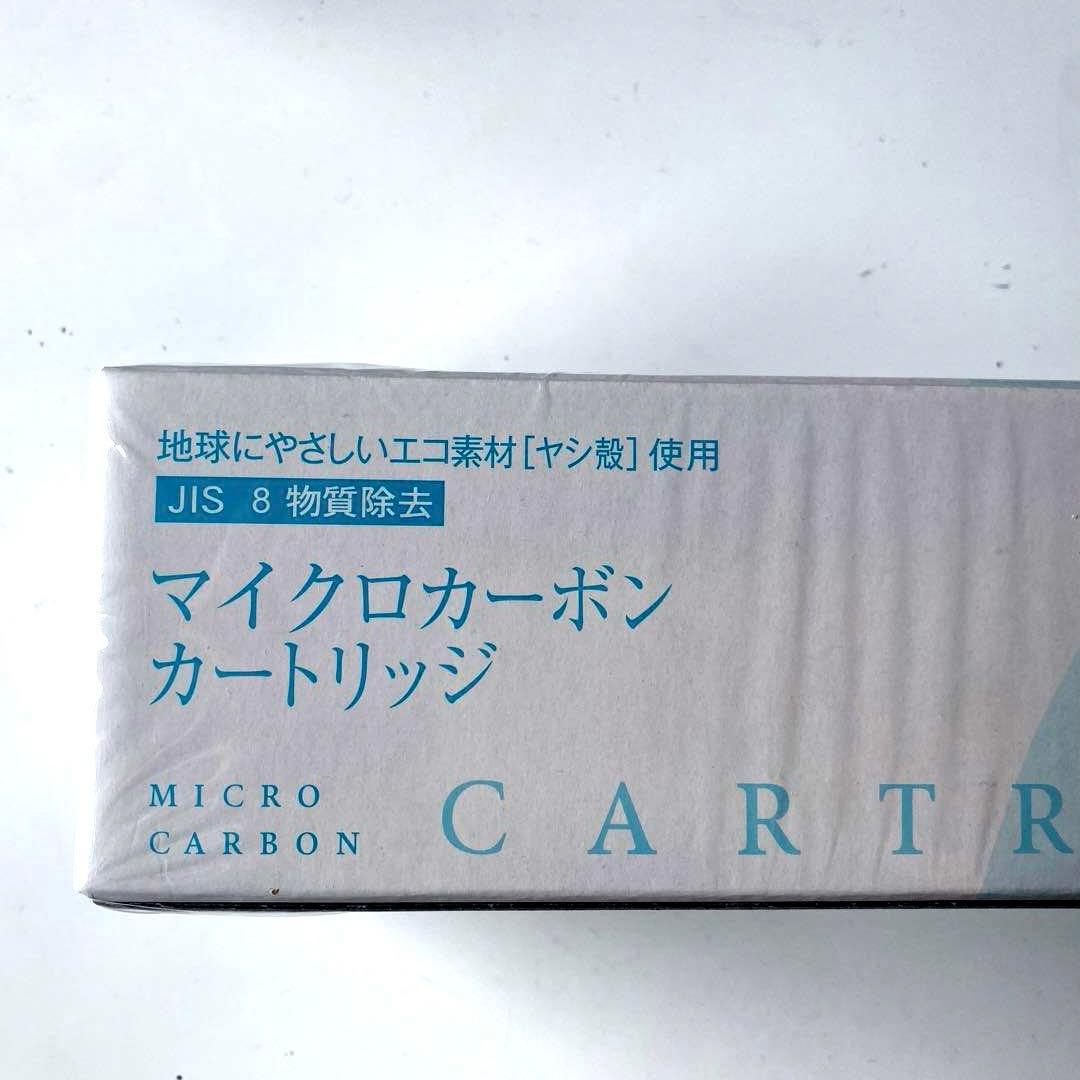 地球にやさしいエコ素材[ヤシ殻]使用
JIS 8 物質除去
マイクロカーボン
カートリッジ
MICRO
CARBON
CARTR